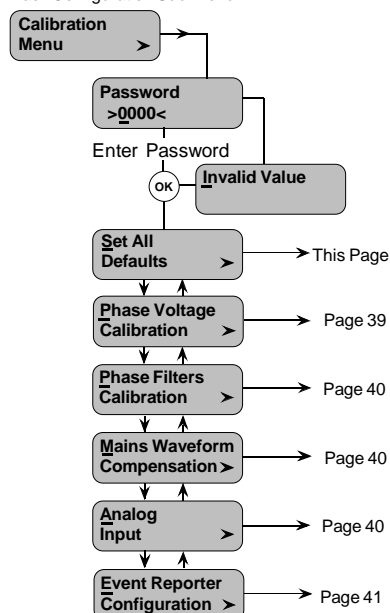 Calibration
Menu ➤
Password
>0000<
Enter Password
OK
Invalid Value
Set All
Defaults ➤
This Page
Phase Voltage
Calibration ➤
Page 39
Phase Filters
Calibration ➤
Page 40
Mains Waveform
Compensation ➤
Page 40
Analog
Input ➤
Page 40
Event Reporter
Configuration ➤
Page 41